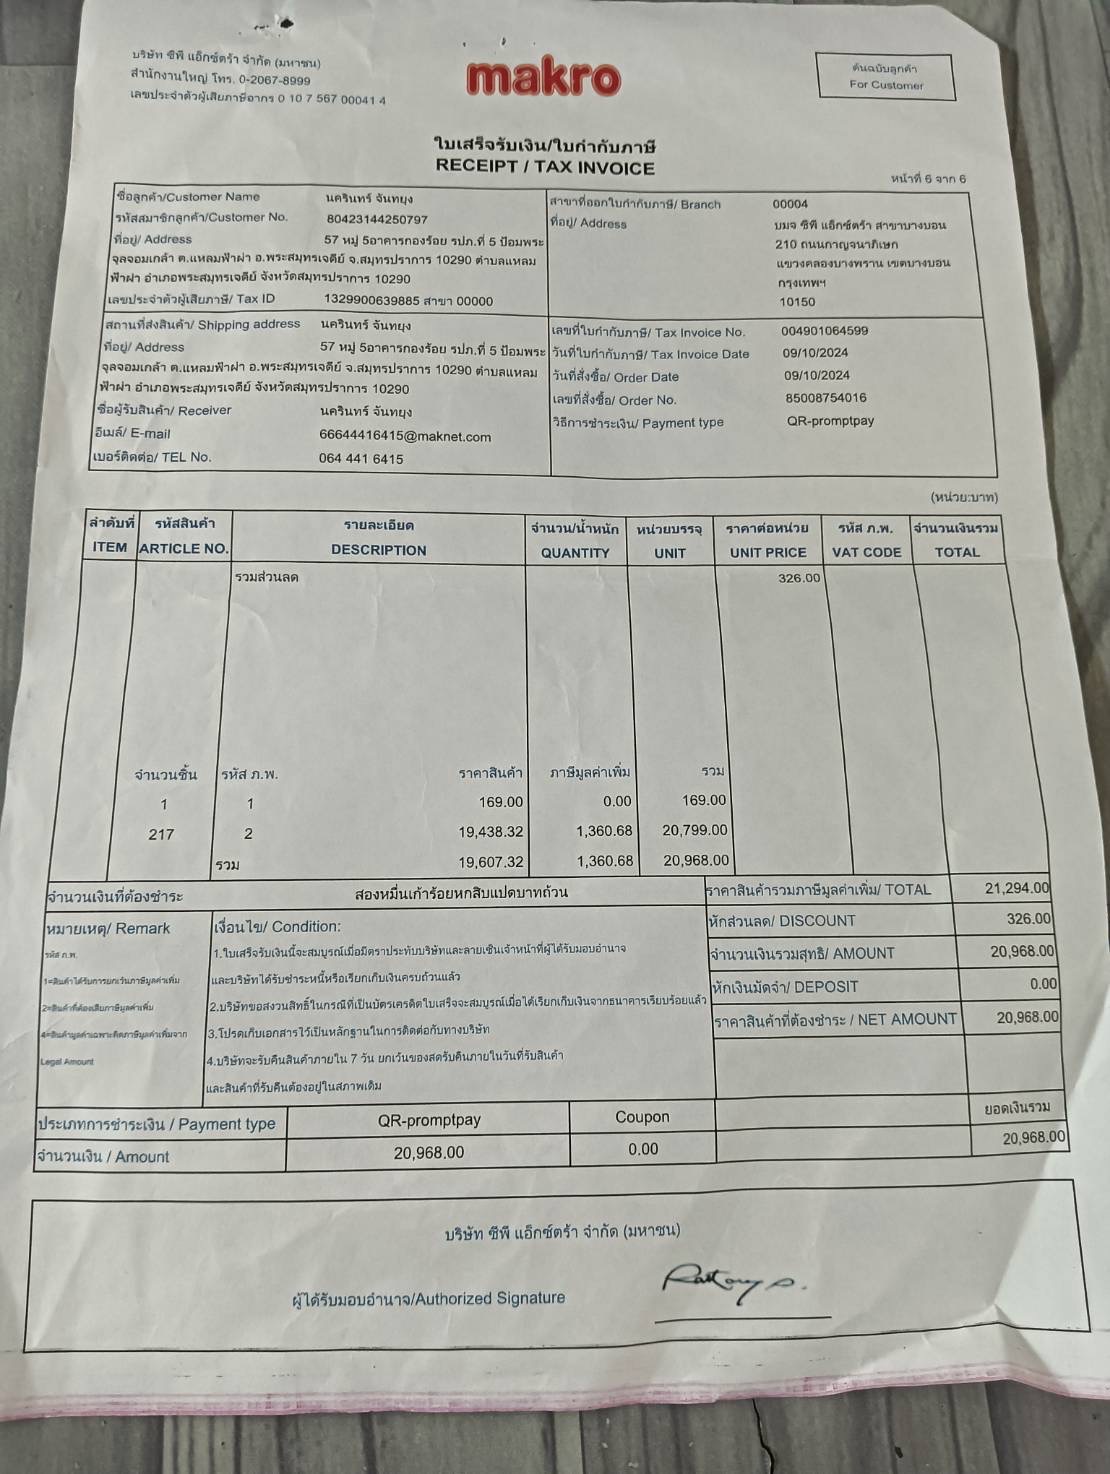 บริษัท ซีพี แอ็กซ์ตร้า จำกัด (มหาชน)
สำนักงานใหญ่ โทร. 0-2067-8999
เลขประจำตัวผู้เสียภาษีอากร 0 10 7 567 00041 4
makro
ต้นฉบับลูกค้า
For Customer
ใบเสร็จรับเงิน/ใบกำกับภาษี
RECEIPT / TAX INVOICE
หน้าที่ 6 จาก 6
ชื่อลูกค้า/Customer Name นครินทร์ จันทยุง
รหัสสมาชิกลูกค้า/Customer No. 80423144250797
ที่อยู่/ Address 57 หมู่ 5อาคารกองร้อย รปภ.ที่ 5 ป้อมพระ
จุลจอมเกล้า ต.แหลมฟ้าผ่า อ.พระสมุทรเจดีย์ จ.สมุทรปราการ 10290 ตำบลแหลม
ฟ้าผ่า อำเภอพระสมุทรเจดีย์ จังหวัดสมุทรปราการ 10290
เลขประจำตัวผู้เสียภาษี/ Tax ID 1329900639885 สาขา 00000
สาขาที่ออกใบกำกับภาษี/ Branch 00004
ที่อยู่/ Address บมจ ซีพี แอ็กซ์ตร้า สาขาบางบอน
210 ถนนกาญจนาภิเษก
แขวงคลองบางพราน เขตบางบอน
กรุงเทพฯ
10150
สถานที่ส่งสินค้า/ Shipping address นครินทร์ จันทยุง
ที่อยู่/ Address 57 หมู่ 5อาคารกองร้อย รปภ.ที่ 5 ป้อมพระ
จุลจอมเกล้า ต.แหลมฟ้าผ่า อ.พระสมุทรเจดีย์ จ.สมุทรปราการ 10290 ตำบลแหลม
ฟ้าผ่า อำเภอพระสมุทรเจดีย์ จังหวัดสมุทรปราการ 10290
ชื่อผู้รับสินค้า/ Receiver นครินทร์ จันทยุง
อีเมล์/ E-mail 66644416415@maknet.com
เบอร์ติดต่อ/ TEL No. 064 441 6415
เลขที่ใบกำกับภาษี/ Tax Invoice No. 004901064599
วันที่ใบกำกับภาษี/ Tax Invoice Date 09/10/2024
วันที่สั่งซื้อ/ Order Date 09/10/2024
เลขที่สั่งซื้อ/ Order No. 85008754016
วิธีการชำระเงิน/ Payment type QR-promptpay
(หน่วย:บาท)
ลำดับที่ รหัสสินค้า รายละเอียด จำนวน/น้ำหนัก หน่วยบรรจุ ราคาต่อหน่วย รหัส ภ.พ. จำนวนเงินรวม
ITEM ARTICLE NO. DESCRIPTION QUANTITY UNIT UNIT PRICE VAT CODE TOTAL
รวมส่วนลด 326.00
จำนวนชิ้น รหัส ภ.พ. ราคาสินค้า ภาษีมูลค่าเพิ่ม รวม
1 1 169.00 0.00 169.00
217 2 19,438.32 1,360.68 20,799.00
รวม 19,607.32 1,360.68 20,968.00
จำนวนเงินที่ต้องชำระ สองหมื่นเก้าร้อยหกสิบแปดบาทถ้วน
ราคาสินค้ารวมภาษีมูลค่าเพิ่ม/ TOTAL 21,294.00
หักส่วนลด/ DISCOUNT 326.00
จำนวนเงินรวมสุทธิ/ AMOUNT 20,968.00
หักเงินมัดจำ/ DEPOSIT 0.00
ราคาสินค้าที่ต้องชำระ / NET AMOUNT 20,968.00
หมายเหตุ/ Remark
รหัส ภ.พ.
1=สินค้าได้รับการยกเว้นภาษีมูลค่าเพิ่ม
2=สินค้าที่ต้องเสียภาษีมูลค่าเพิ่ม
4=สินค้ามูลค่าเฉพาะคิดภาษีมูลค่าเพิ่มจาก
Legal Amount
เงื่อนไข/ Condition:
1.ใบเสร็จรับเงินนี้จะสมบูรณ์เมื่อมีตราประทับบริษัทและลายเซ็นเจ้าหน้าที่ผู้ได้รับมอบอำนาจ
และบริษัทได้รับชำระหนี้หรือเรียกเก็บเงินครบถ้วนแล้ว
2.บริษัทขอสงวนสิทธิ์ในกรณีที่เป็นบัตรเครดิตใบเสร็จจะสมบูรณ์เมื่อได้เรียกเก็บเงินจากธนาคารเรียบร้อยแล้ว
3.โปรดเก็บเอกสารไว้เป็นหลักฐานในการติดต่อกับทางบริษัท
4.บริษัทจะรับคืนสินค้าภายใน 7 วัน ยกเว้นของสดรับคืนภายในวันที่รับสินค้า
และสินค้าที่รับคืนต้องอยู่ในสภาพเดิม
ประเภทการชำระเงิน / Payment type QR-promptpay Coupon ยอดเงินรวม
จำนวนเงิน / Amount 20,968.00 0.00 20,968.00
บริษัท ซีพี แอ็กซ์ตร้า จำกัด (มหาชน)
ผู้ได้รับมอบอำนาจ/Authorized Signature